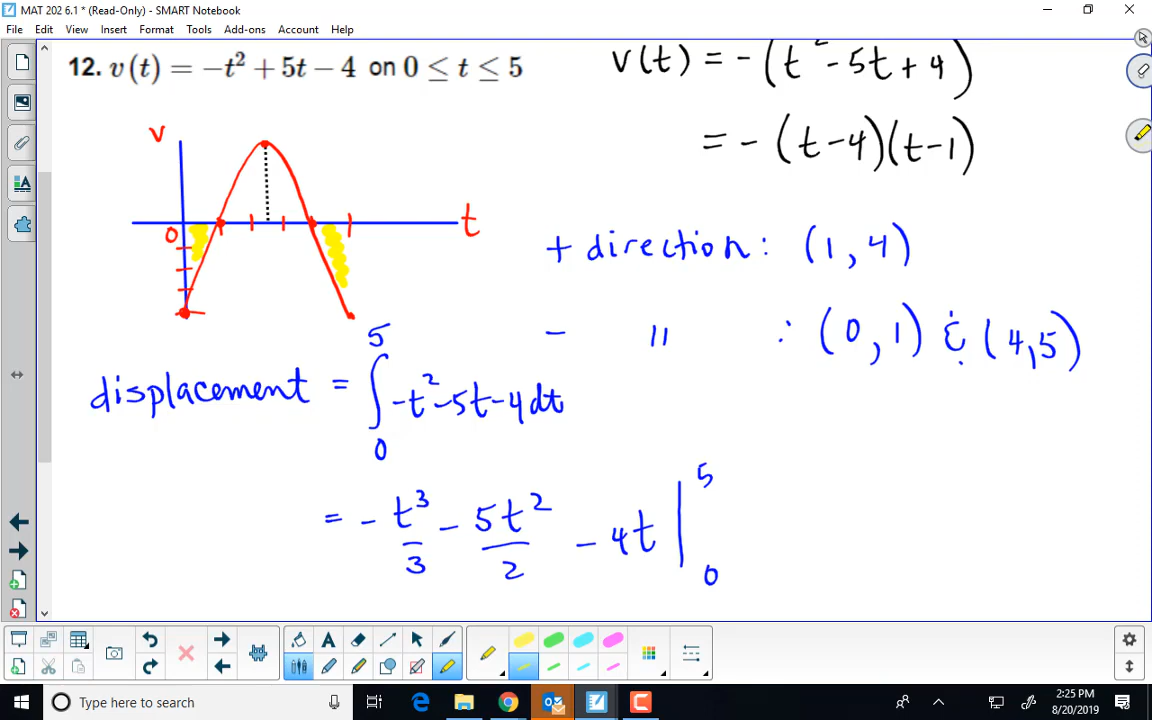 MAT 202 6.1 * (Read-Only) - SMART Notebook
File Edit View Insert Format Tools Add-ons Account Help
12. v(t) = −t² + 5t − 4 on 0 ≤ t ≤ 5
v(t) = -(t² - 5t + 4)
= -(t-4)(t-1)
v
t
0
+ direction: (1, 4)
- " : (0, 1) & (4, 5)
displacement = ∫₀⁵ -t² - 5t - 4 dt
= - t³/3 - 5t²/2 - 4t |₀⁵
A
Type here to search
2:25 PM
8/20/2019